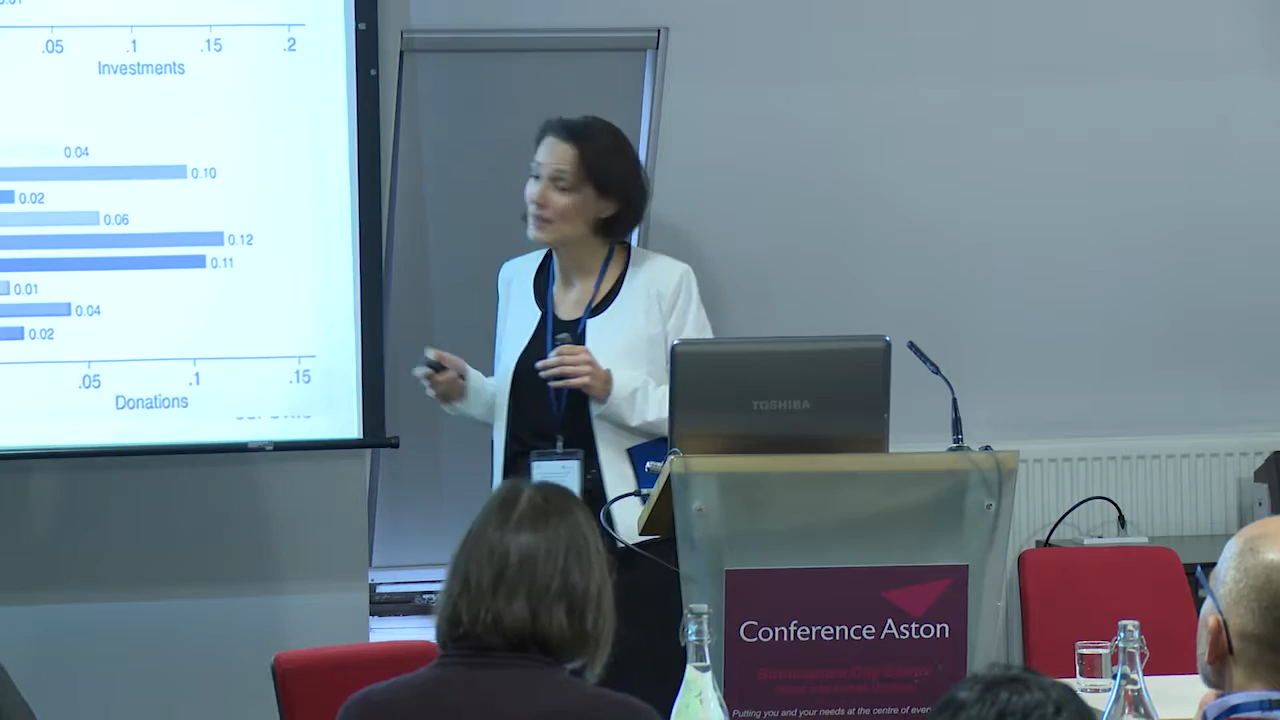 .05 .1 .15 .2
Investments
0.04
0.10
0.02
0.06
0.12
0.11
0.01
0.04
0.02
.05 .1 .15
Donations
TOSHIBA
Conference Aston
Putting you and your needs at the centre of